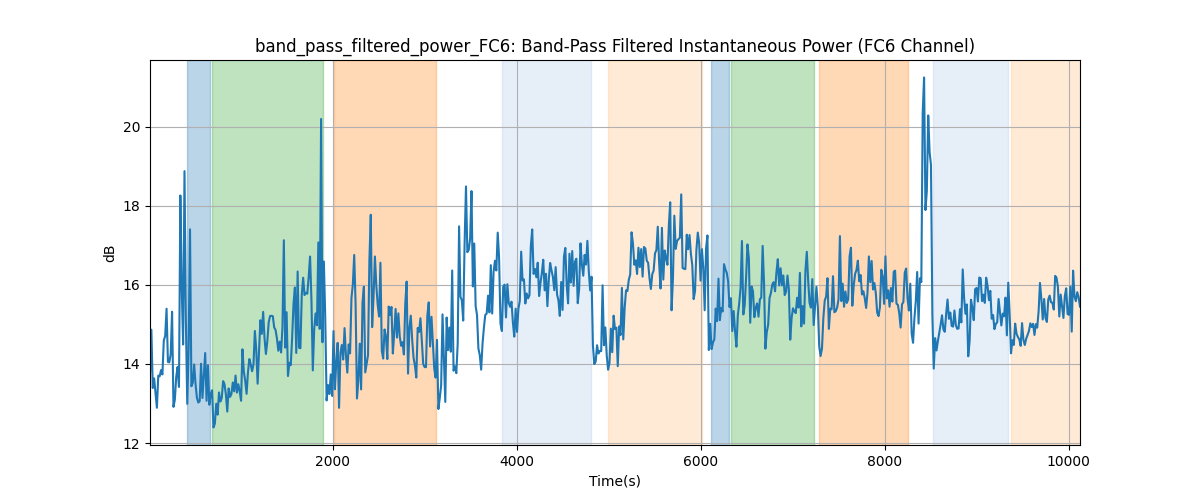 band_pass_filtered_power_FC6: Band-Pass Filtered Instantaneous Power (FC6 Channel)
20
18
16
14
12
dB
2000 4000 6000 8000 10000
Time(s)